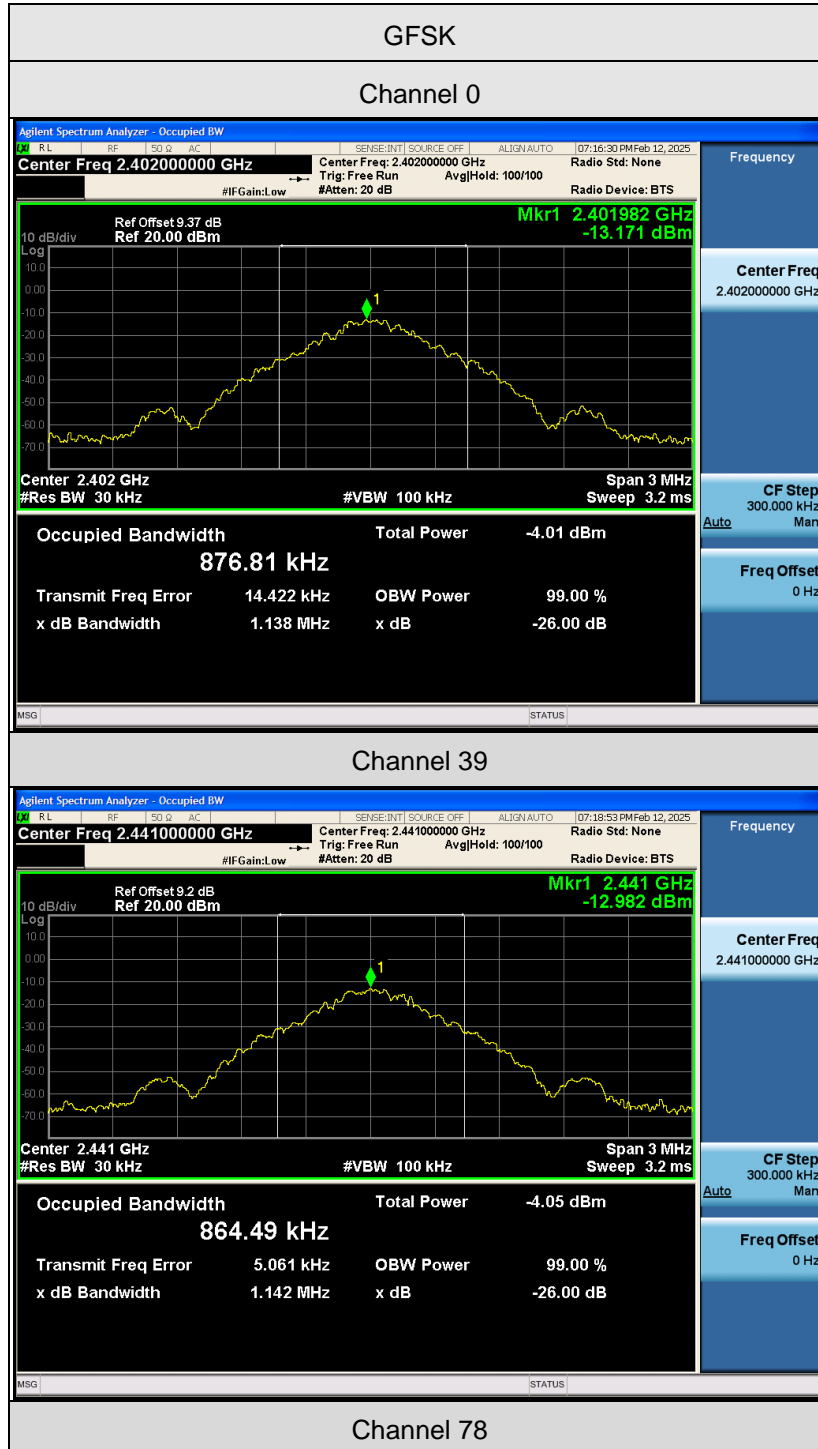 GFSK
Channel 0
Agilent Spectrum Analyzer - Occupied BW
LXI RL RF 50 Ω AC SENSE:INT SOURCE OFF ALIGN AUTO 07:16:30 PM Feb 12, 2025
Center Freq 2.402000000 GHz Center Freq: 2.402000000 GHz Radio Std: None
Trig: Free Run Avg|Hold: 100/100
#IFGain:Low #Atten: 20 dB Radio Device: BTS
Frequency
Ref Offset 9.37 dB Mkr1 2.401982 GHz
10 dB/div Ref 20.00 dBm -13.171 dBm
Log
10.0
0.00
-10.0
-20.0
-30.0
-40.0
-50.0
-60.0
-70.0
1
Center 2.402 GHz Span 3 MHz
#Res BW 30 kHz #VBW 100 kHz Sweep 3.2 ms
Center Freq
2.402000000 GHz
CF Step
300.000 kHz
Auto Man
Freq Offset
0 Hz
Occupied Bandwidth Total Power -4.01 dBm
876.81 kHz
Transmit Freq Error 14.422 kHz OBW Power 99.00 %
x dB Bandwidth 1.138 MHz x dB -26.00 dB
MSG STATUS
Channel 39
Agilent Spectrum Analyzer - Occupied BW
LXI RL RF 50 Ω AC SENSE:INT SOURCE OFF ALIGN AUTO 07:18:53 PM Feb 12, 2025
Center Freq 2.441000000 GHz Center Freq: 2.441000000 GHz Radio Std: None
Trig: Free Run Avg|Hold: 100/100
#IFGain:Low #Atten: 20 dB Radio Device: BTS
Frequency
Ref Offset 9.2 dB Mkr1 2.441 GHz
10 dB/div Ref 20.00 dBm -12.982 dBm
Log
10.0
0.00
-10.0
-20.0
-30.0
-40.0
-50.0
-60.0
-70.0
1
Center 2.441 GHz Span 3 MHz
#Res BW 30 kHz #VBW 100 kHz Sweep 3.2 ms
Center Freq
2.441000000 GHz
CF Step
300.000 kHz
Auto Man
Freq Offset
0 Hz
Occupied Bandwidth Total Power -4.05 dBm
864.49 kHz
Transmit Freq Error 5.061 kHz OBW Power 99.00 %
x dB Bandwidth 1.142 MHz x dB -26.00 dB
MSG STATUS
Channel 78